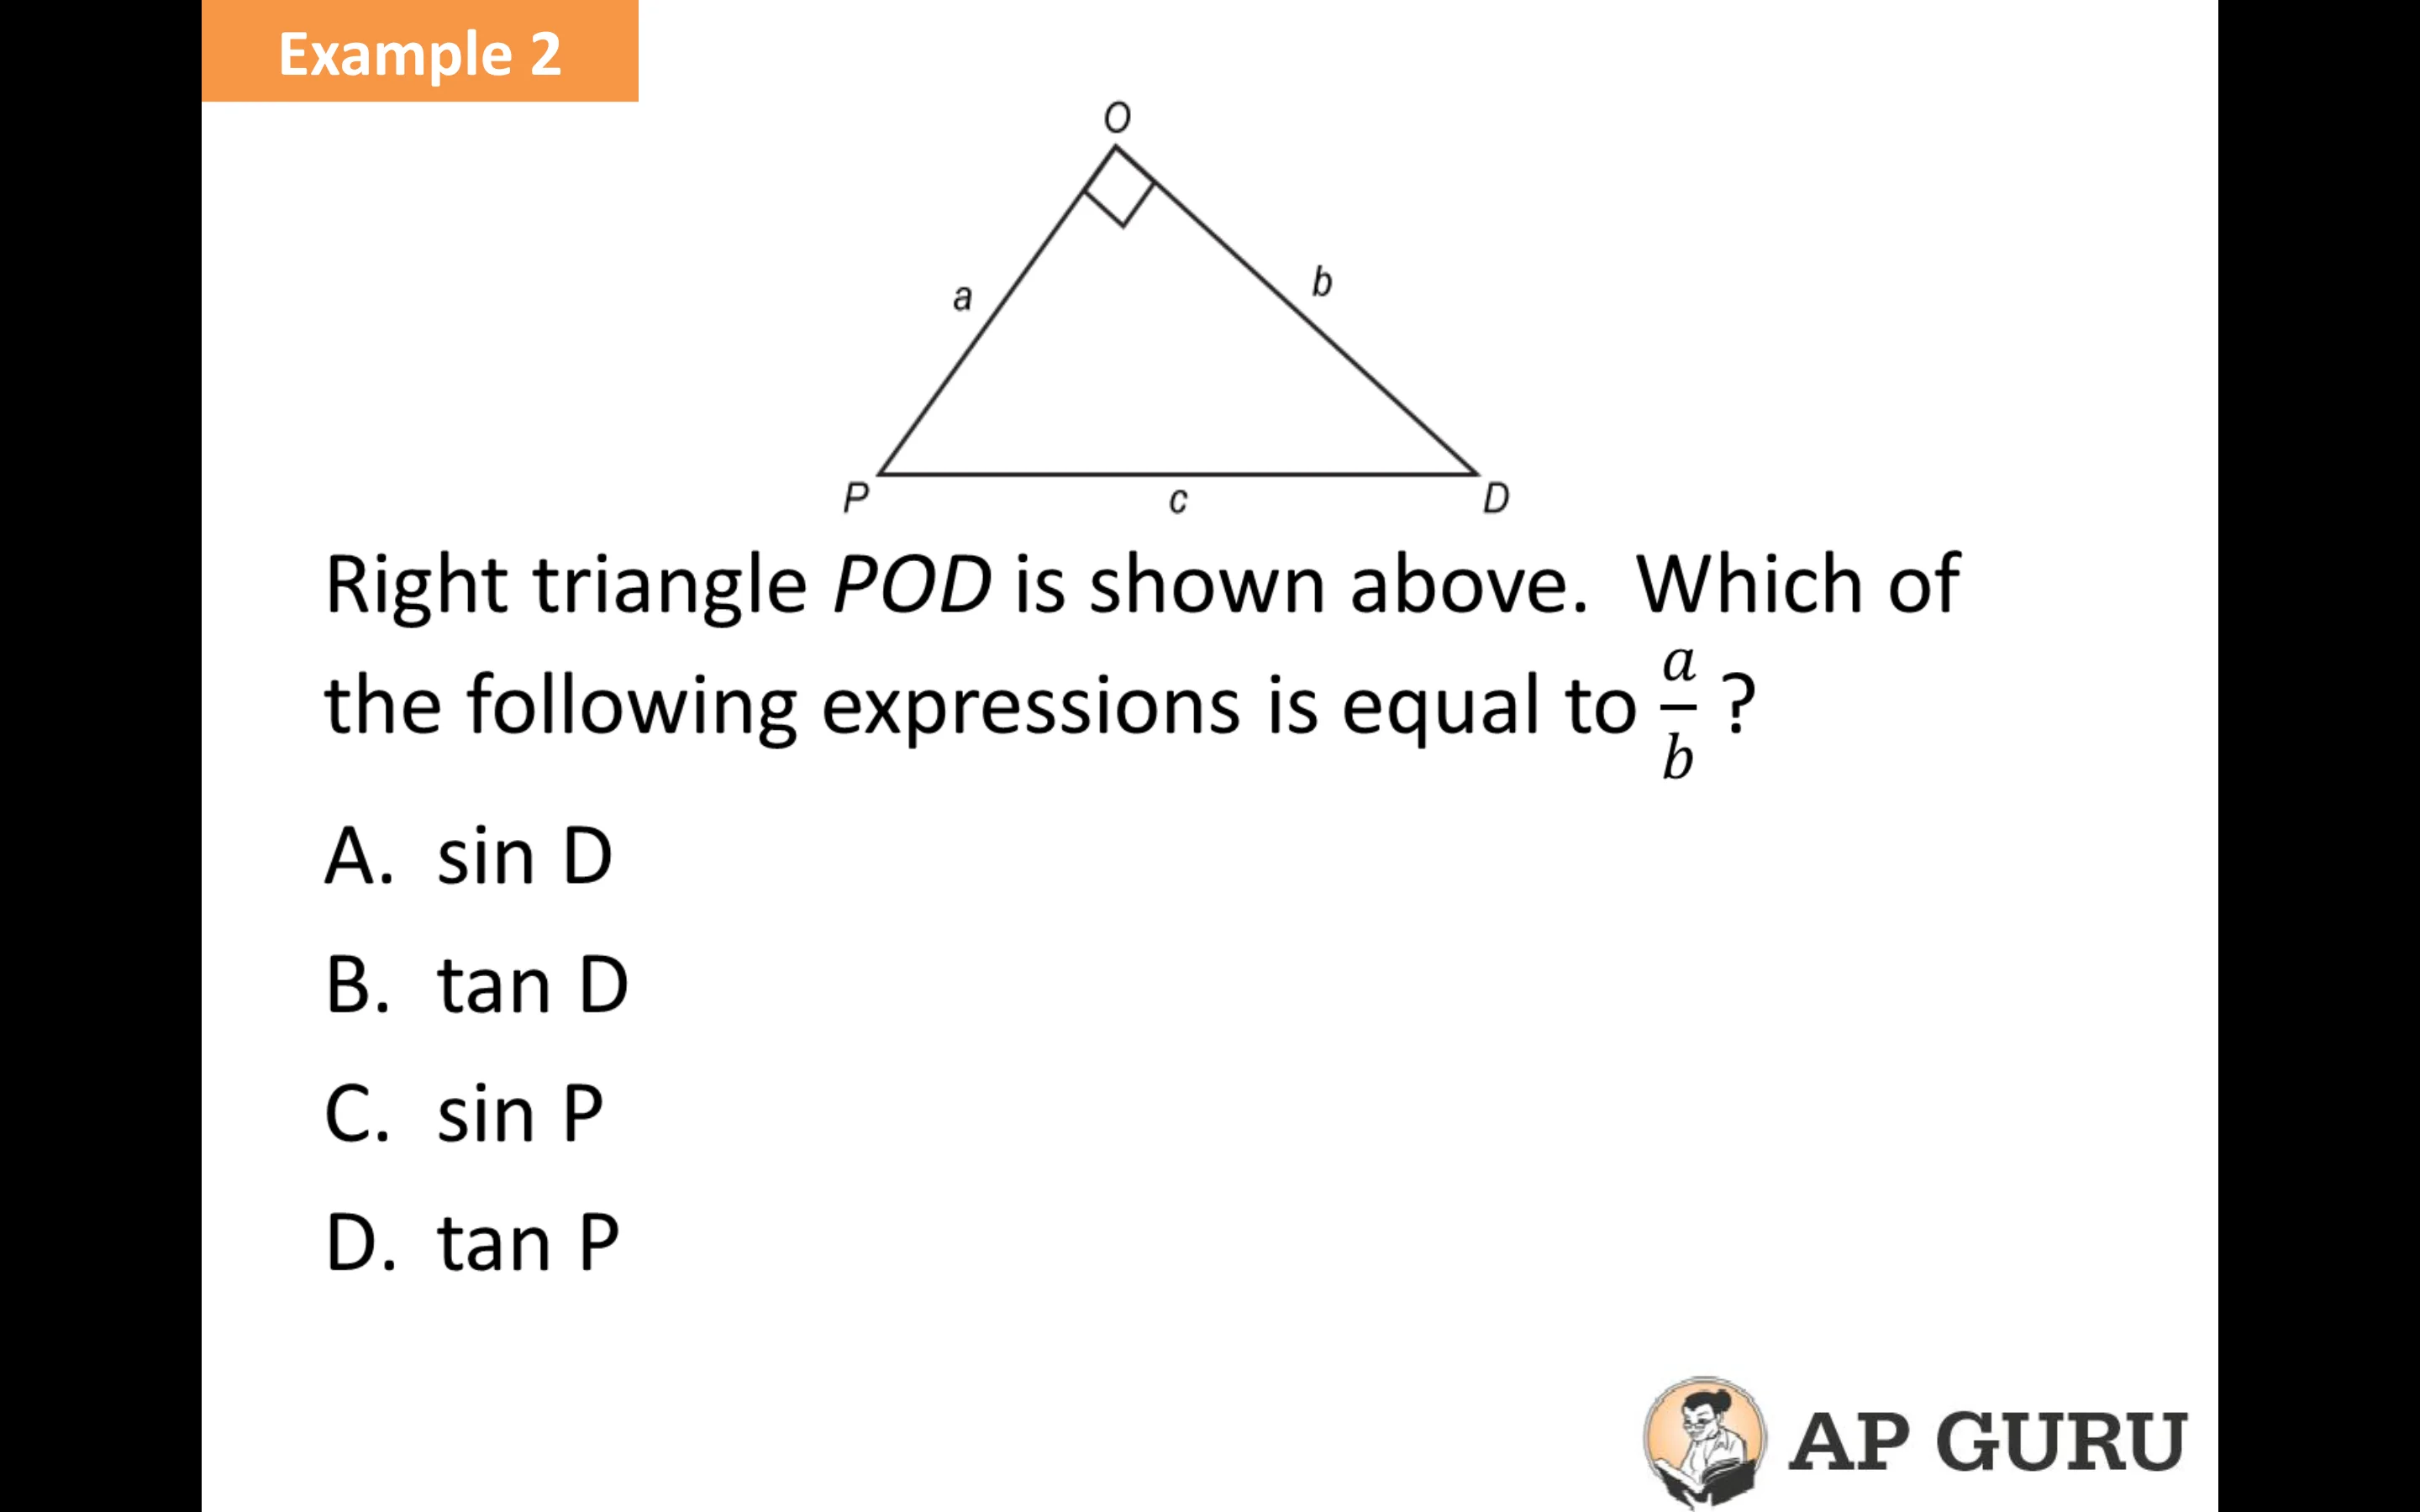 Example 2
O
a
b
P
c
D
Right triangle POD is shown above. Which of
the following expressions is equal to a/b ?
A. sin D
B. tan D
C. sin P
D. tan P
AP GURU